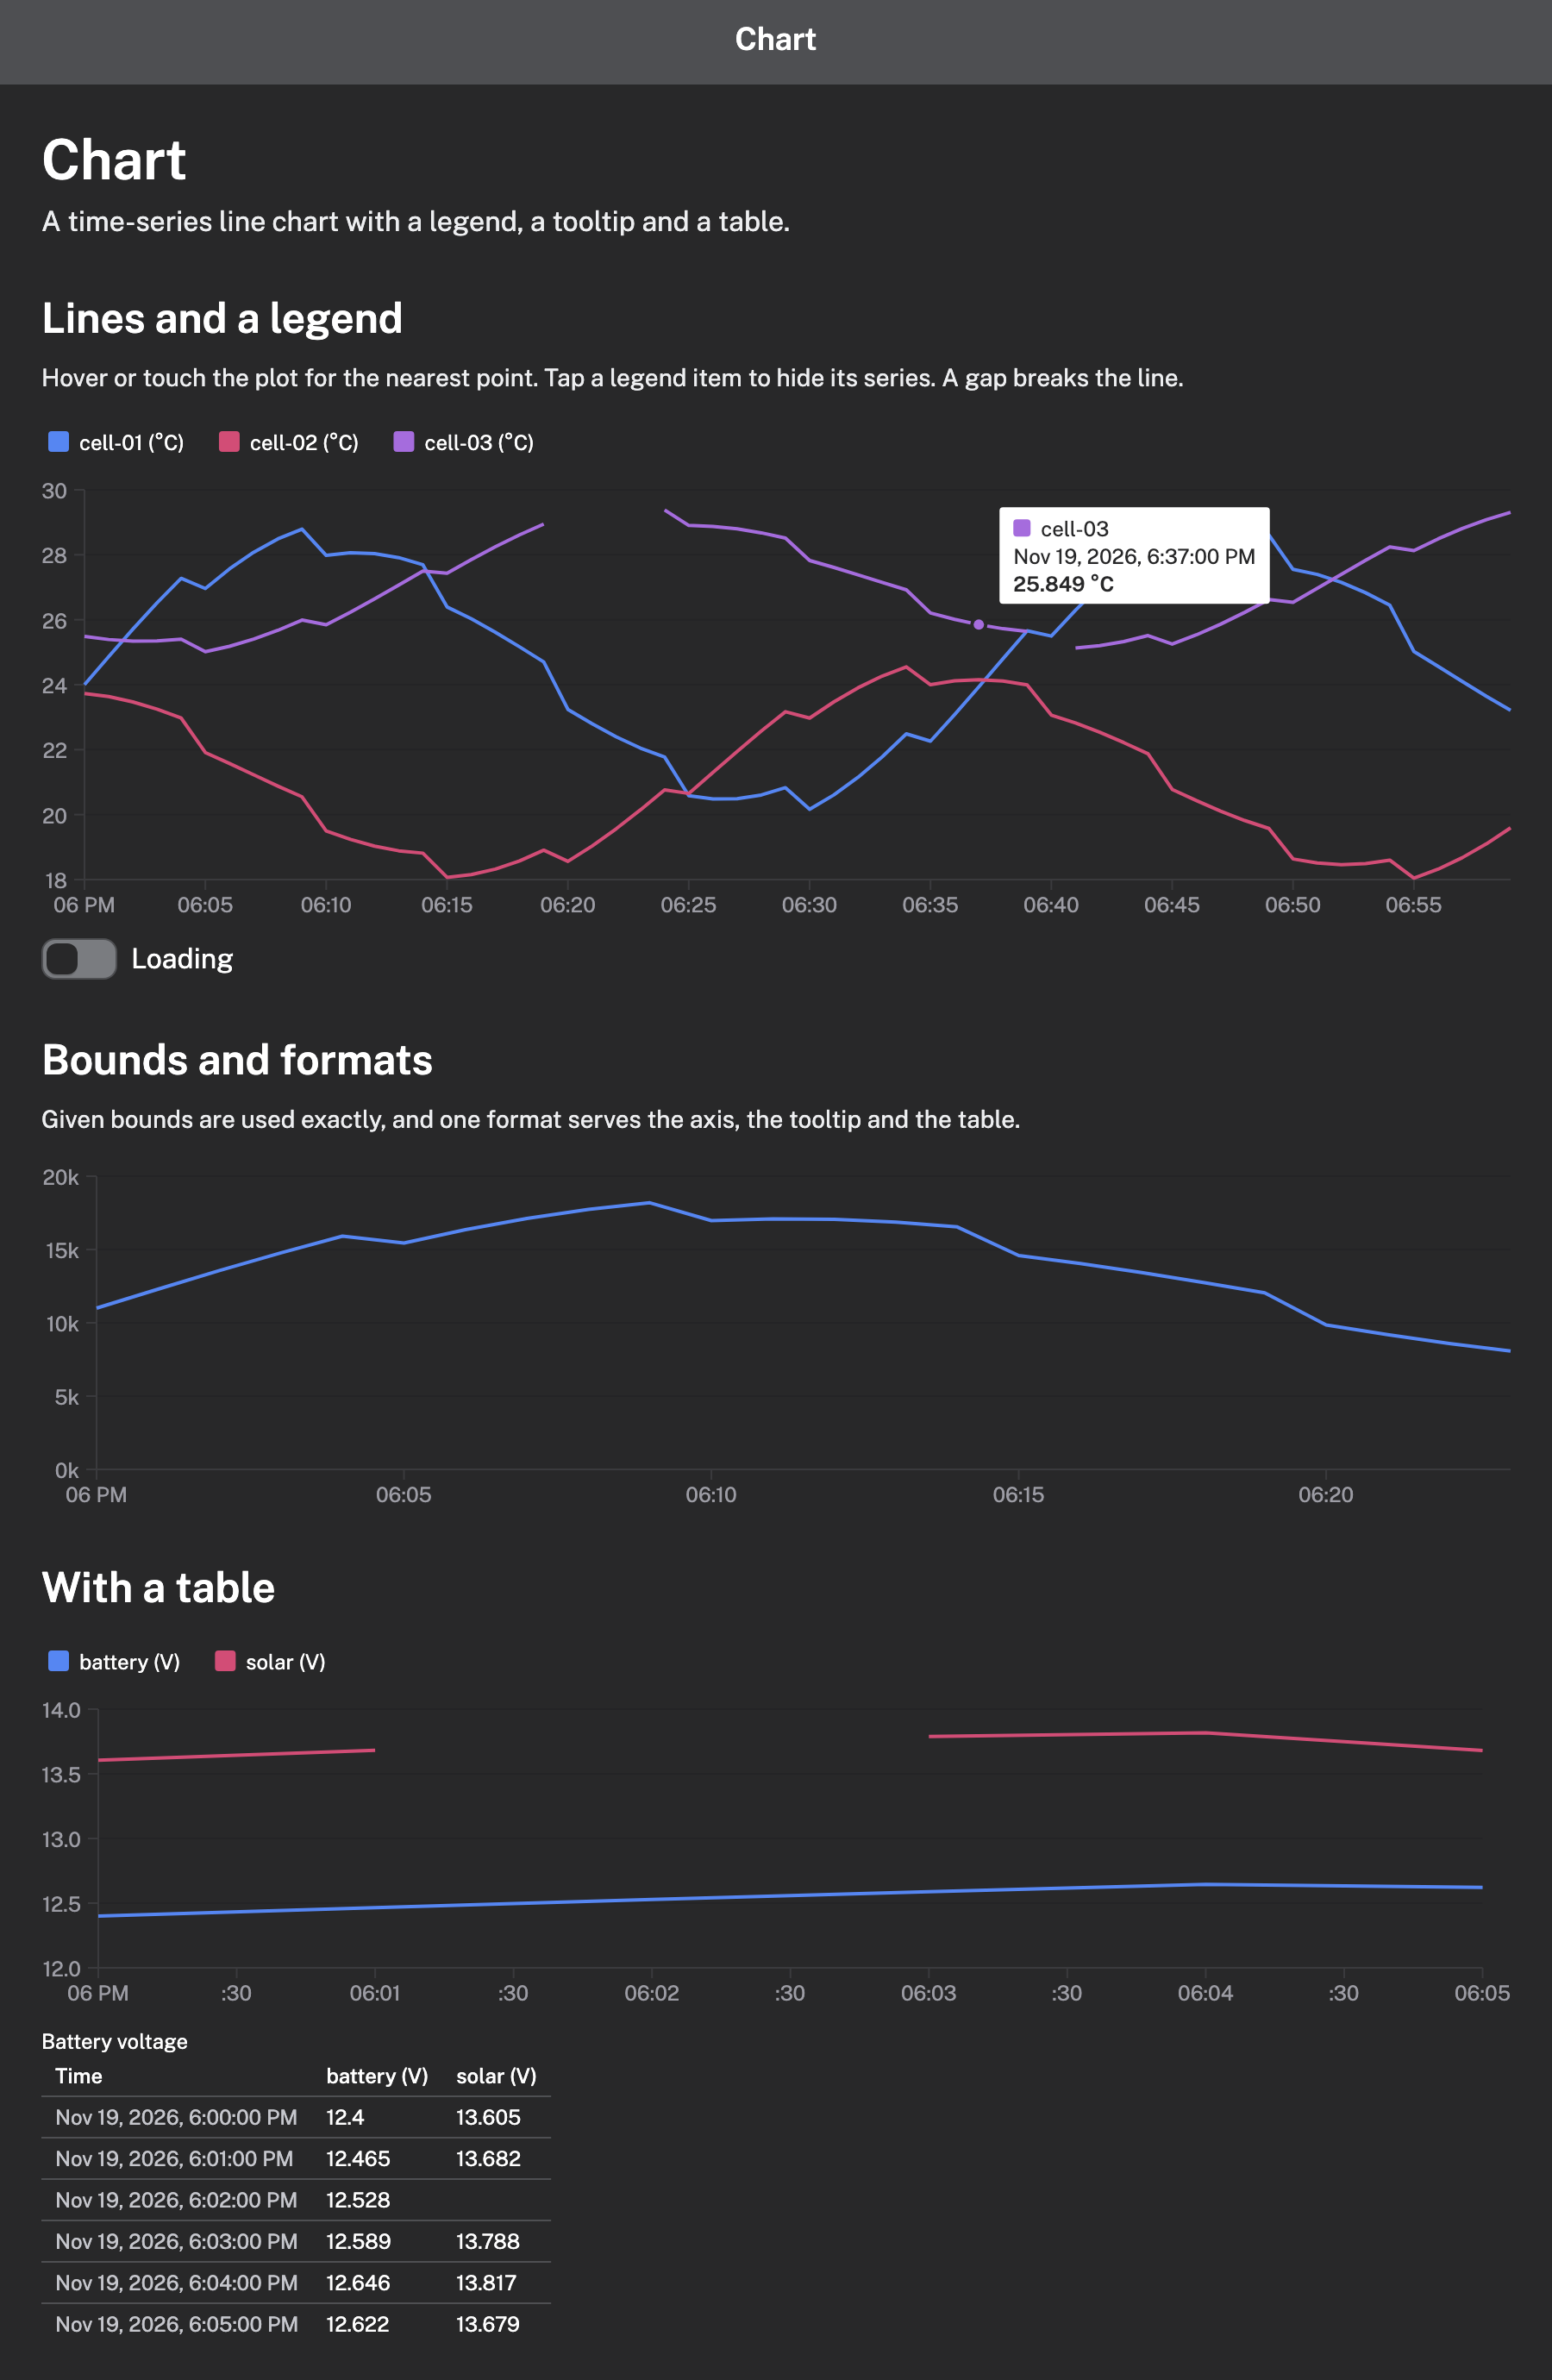 Chart
Chart
A time-series line chart with a legend, a tooltip and a table.
Lines and a legend
Hover or touch the plot for the nearest point. Tap a legend item to hide its series. A gap breaks the line.
cell-01 (°C) cell-02 (°C) cell-03 (°C)
30
28
26
24
22
20
18
cell-03
Nov 19, 2026, 6:37:00 PM
25.849 °C
06 PM 06:05 06:10 06:15 06:20 06:25 06:30 06:35 06:40 06:45 06:50 06:55
Loading
Bounds and formats
Given bounds are used exactly, and one format serves the axis, the tooltip and the table.
20k
15k
10k
5k
0k
06 PM 06:05 06:10 06:15 06:20
With a table
battery (V) solar (V)
14.0
13.5
13.0
12.5
12.0
06 PM :30 06:01 :30 06:02 :30 06:03 :30 06:04 :30 06:05
Battery voltage
Time battery (V) solar (V)
Nov 19, 2026, 6:00:00 PM 12.4 13.605
Nov 19, 2026, 6:01:00 PM 12.465 13.682
Nov 19, 2026, 6:02:00 PM 12.528
Nov 19, 2026, 6:03:00 PM 12.589 13.788
Nov 19, 2026, 6:04:00 PM 12.646 13.817
Nov 19, 2026, 6:05:00 PM 12.622 13.679